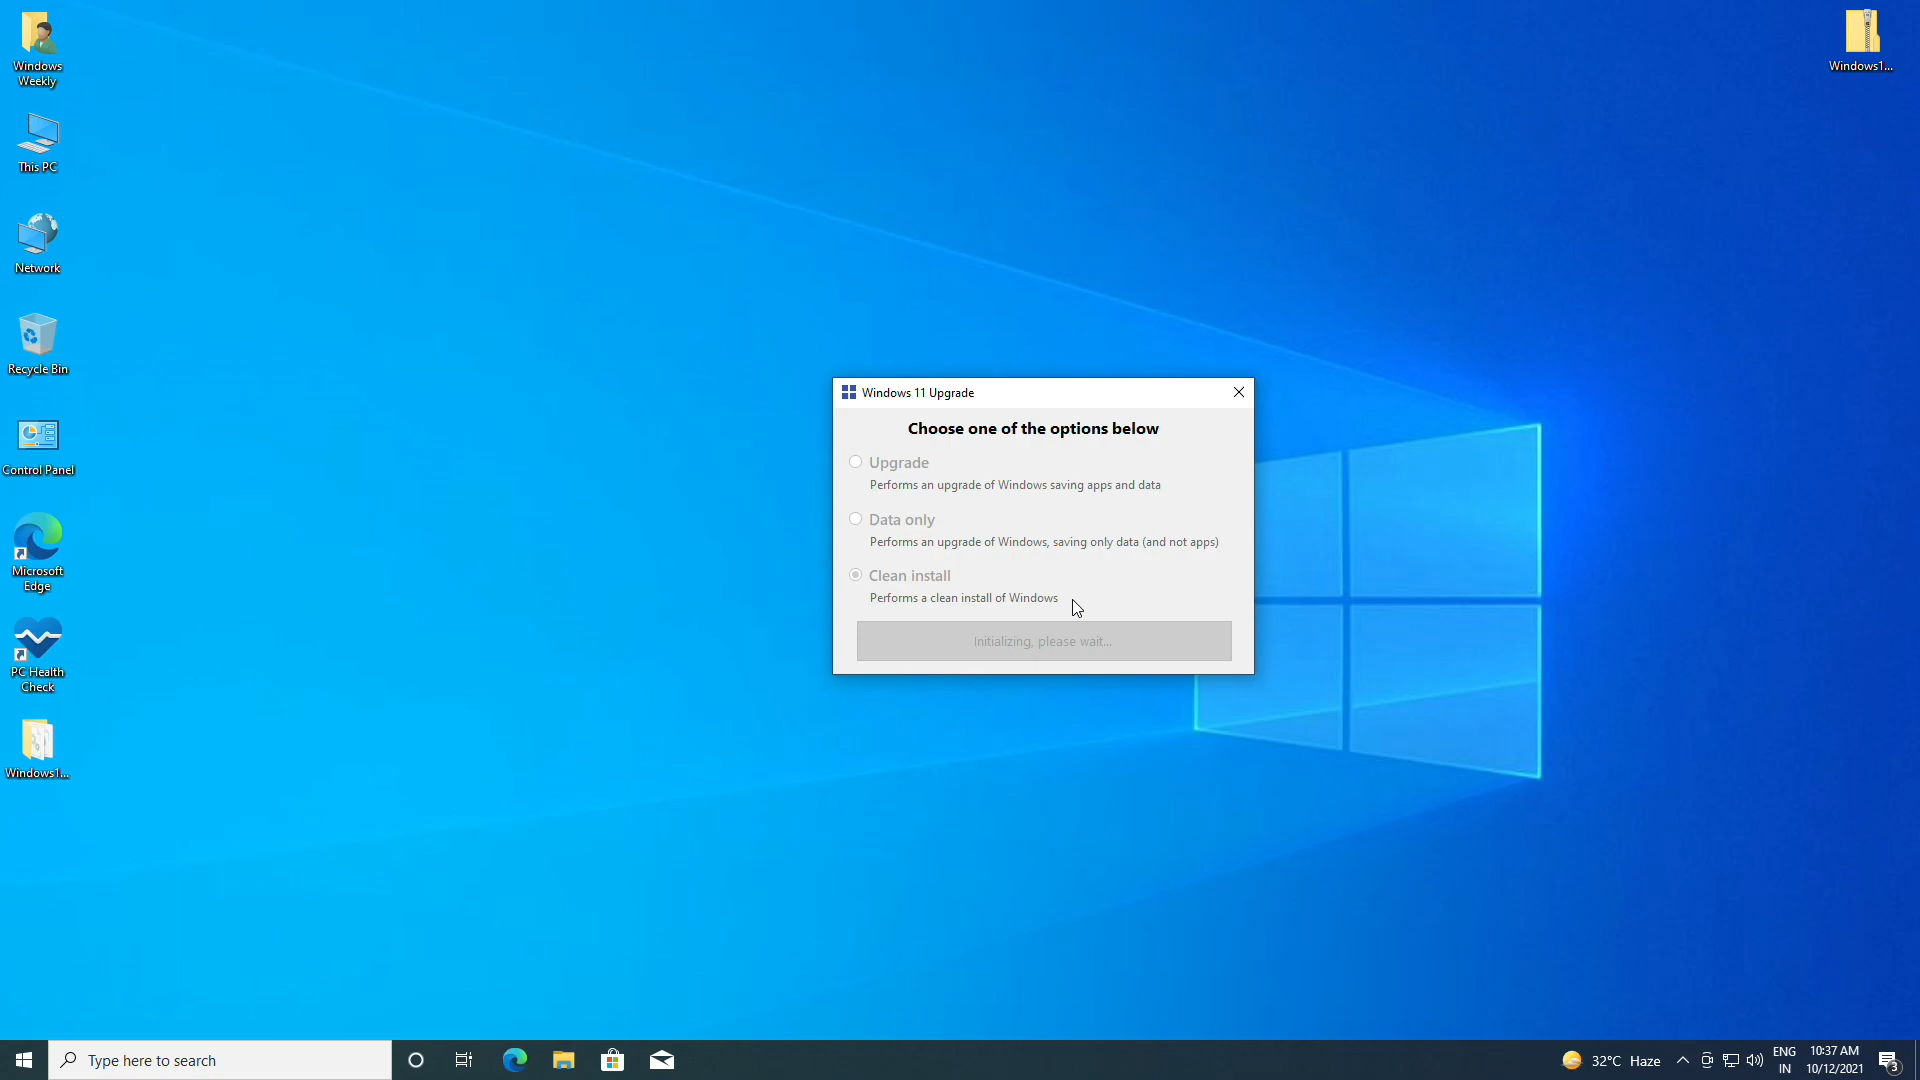 Windows
Weekly
This PC
Network
Recycle Bin
Control Panel
Microsoft
Edge
PC Health
Check
Windows1...
Windows1...
Windows 11 Upgrade
Choose one of the options below
Upgrade
Performs an upgrade of Windows saving apps and data
Data only
Performs an upgrade of Windows, saving only data (and not apps)
Clean install
Performs a clean install of Windows
Initializing, please wait...
Type here to search
32°C Haze
ENG
IN
10:37 AM
10/12/2021
3